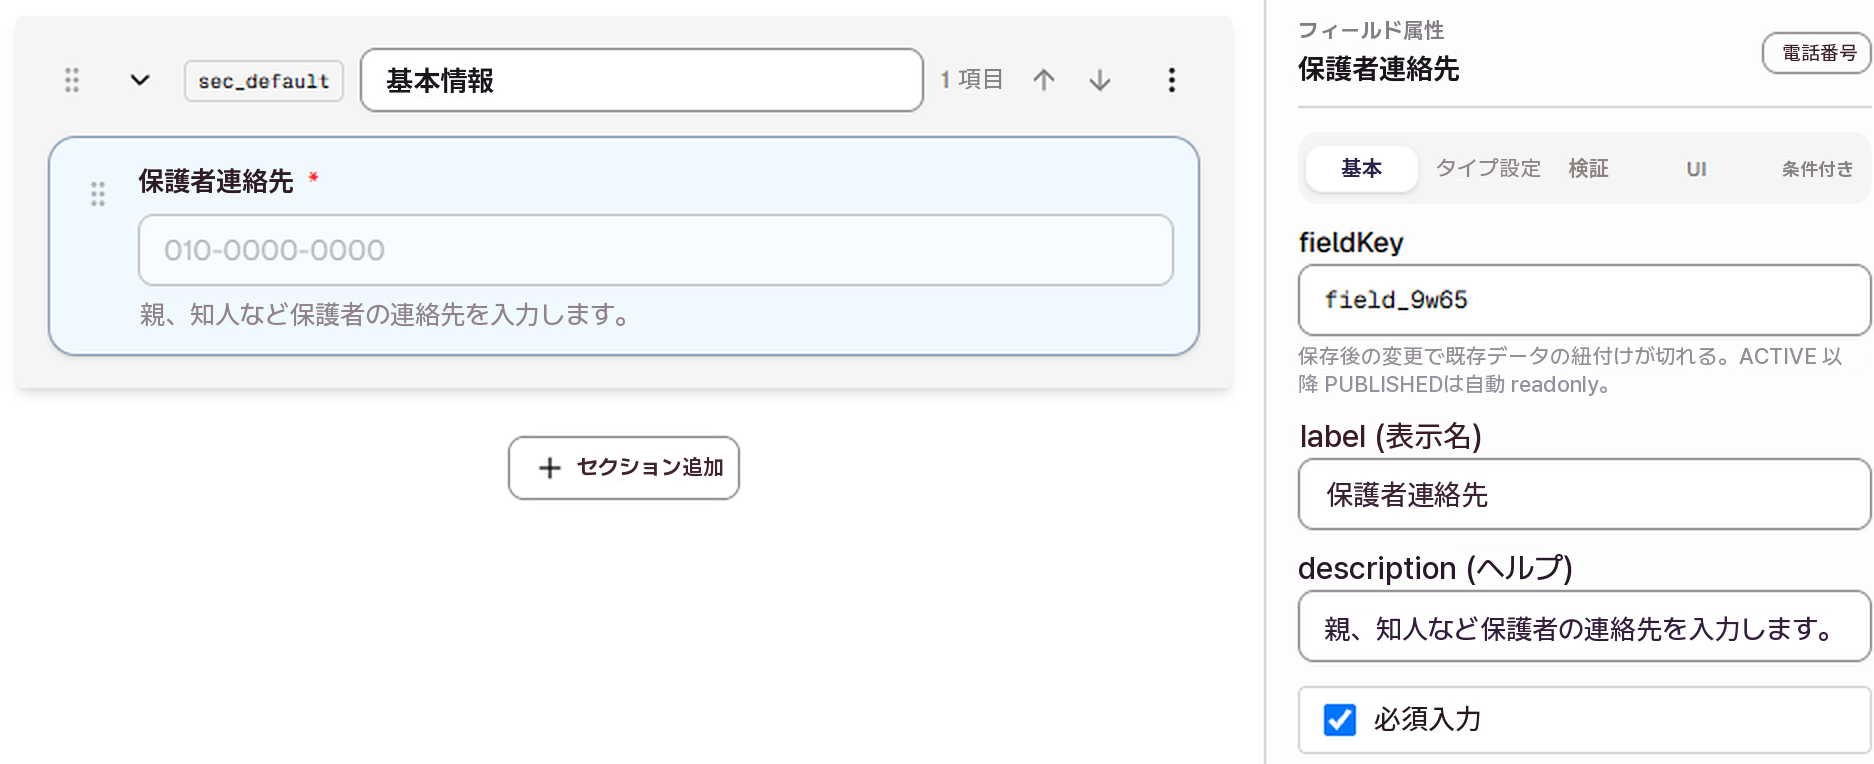 sec_default
基本情報
1 項目
保護者連絡先 *
010-0000-0000
親、知人など保護者の連絡先を入力します。
セクション追加
フィールド属性
保護者連絡先
電話番号
基本
タイプ設定
検証
UI
条件付き
fieldKey
field_9w65
保存後の変更で既存データの紐付けが切れる。ACTIVE 以
降 PUBLISHEDは自動 readonly。
label (表示名)
保護者連絡先
description (ヘルプ)
親、知人など保護者の連絡先を入力します。
必須入力